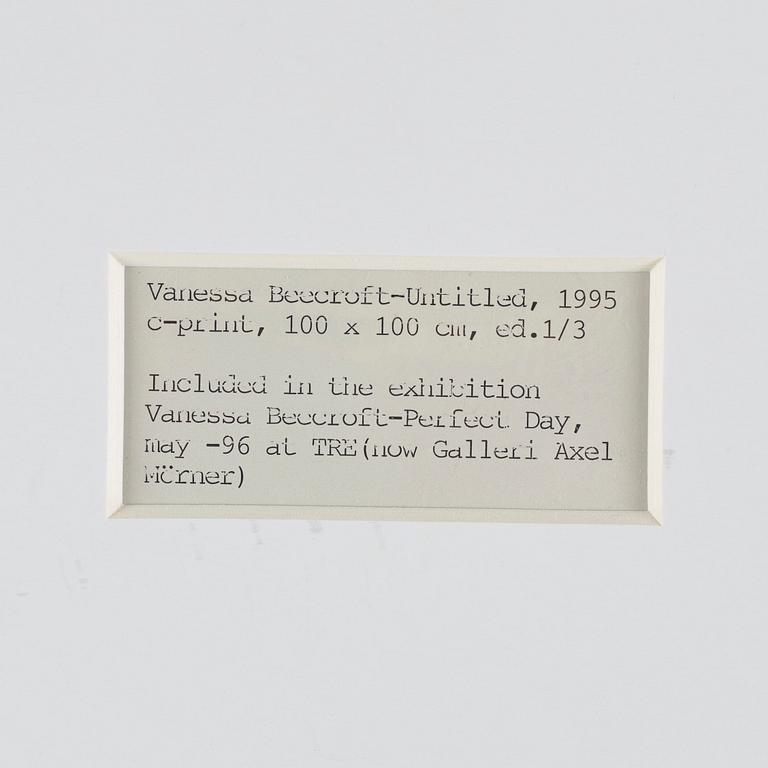 Vanessa Beecroft-Untitled, 1995
c-print, 100 x 100 cm, ed.1/3
Included in the exhibition
Vanessa Beecroft-Perfect Day,
may -96 at TRE(now Galleri Axel
Mörner)